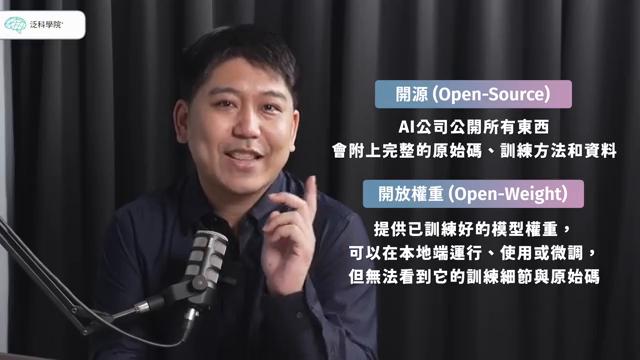 泛科學院
開源 (Open-Source)
AI公司公開所有東西
會附上完整的原始碼、訓練方法和資料
開放權重 (Open-Weight)
提供已訓練好的模型權重，
可以在本地端運行、使用或微調，
但無法看到它的訓練細節與原始碼